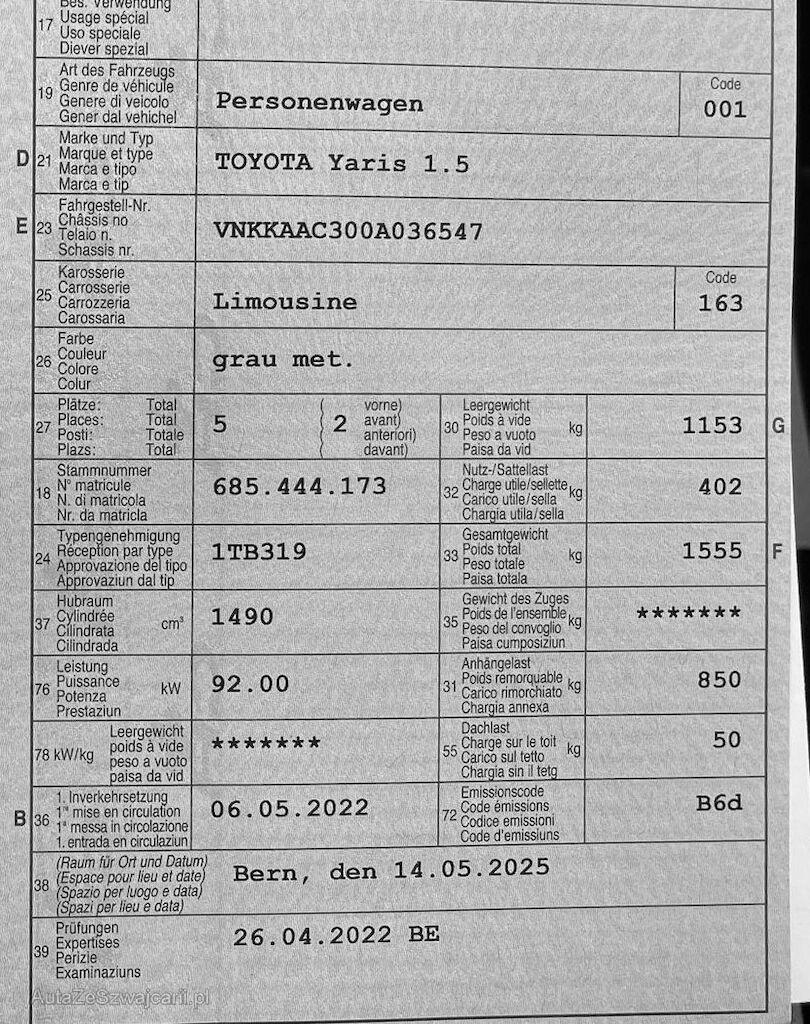 Bes. Verwendung
17 Usage spécial
Uso speciale
Diever spezial
Art des Fahrzeugs
19 Genre de véhicule
Genere di veicolo
Gener dal vehichel
Personenwagen
Code
001
Marke und Typ
D 21 Marque et type
Marca e tipo
Marca e tip
TOYOTA Yaris 1.5
Fahrgestell-Nr.
E 23 Châssis no
Telaio n.
Schassis nr.
VNKKAAC300A036547
Karosserie
25 Carrosserie
Carrozzeria
Carossaria
Limousine
Code
163
Farbe
26 Couleur
Colore
Colur
grau met.
Plätze: Total
27 Places: Total
Posti: Totale
Plazs: Total
5 ( 2 vorne)
( avant)
( anteriori)
( davant)
Leergewicht
30 Poids à vide kg
Peso a vuoto
Paisa da vid
1153 G
Stammnummer
18 N° matricule
N. di matricola
Nr. da matricla
685.444.173
Nutz-/Sattellast
32 Charge utile/sellette kg
Carico utile/sella
Chargia utila/sella
402
Typengenehmigung
24 Réception par type
Approvazione del tipo
Approvaziun dal tip
1TB319
Gesamtgewicht
33 Poids total kg
Peso totale
Paisa totala
1555 F
Hubraum
37 Cylindrée cm³
Cilindrata
Cilindrada
1490
Gewicht des Zuges
35 Poids de l'ensemble kg
Peso del convoglio
Paisa cumposiziun
*******
Leistung
76 Puissance kW
Potenza
Prestaziun
92.00
Anhängelast
31 Poids remorquable kg
Carico rimorchiato
Chargia annexa
850
Leergewicht
78 kW/kg poids à vide
peso a vuoto
paisa da vid
*******
Dachlast
55 Charge sur le toit kg
Carico sul tetto
Chargia sin il tetg
50
1. Inverkehrsetzung
B 36 1re mise en circulation
1a messa in circolazione
1. entrada en circulaziun
06.05.2022
Emissionscode
72 Code émissions
Codice emissioni
Code d'emissiuns
B6d
(Raum für Ort und Datum)
38 (Espace pour lieu et date)
(Spazio per luogo e data)
(Spazi per lieu e data)
Bern, den 14.05.2025
Prüfungen
39 Expertises
Perizie
Examinaziuns
26.04.2022 BE
AutaZeSzwajcarii.pl